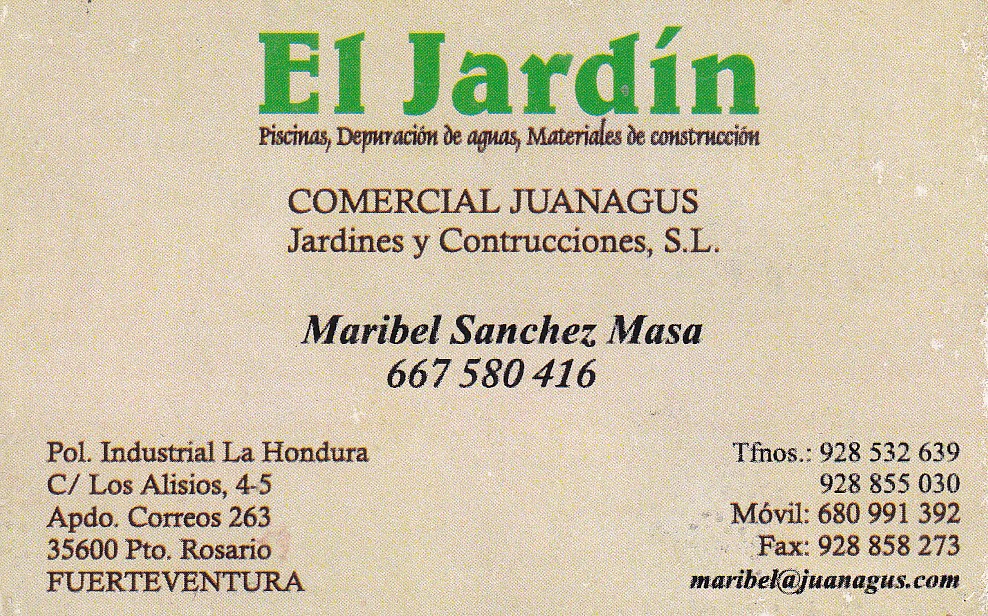 El Jardín
Piscinas, Depuración de aguas, Materiales de construcción
COMERCIAL JUANAGUS
Jardines y Contrucciones, S.L.
Maribel Sanchez Masa
667 580 416
Pol. Industrial La Hondura
C/ Los Alisios, 4-5
Apdo. Correos 263
35600 Pto. Rosario
FUERTEVENTURA
Tfnos.: 928 532 639
928 855 030
Móvil: 680 991 392
Fax: 928 858 273
maribel@juanagus.com